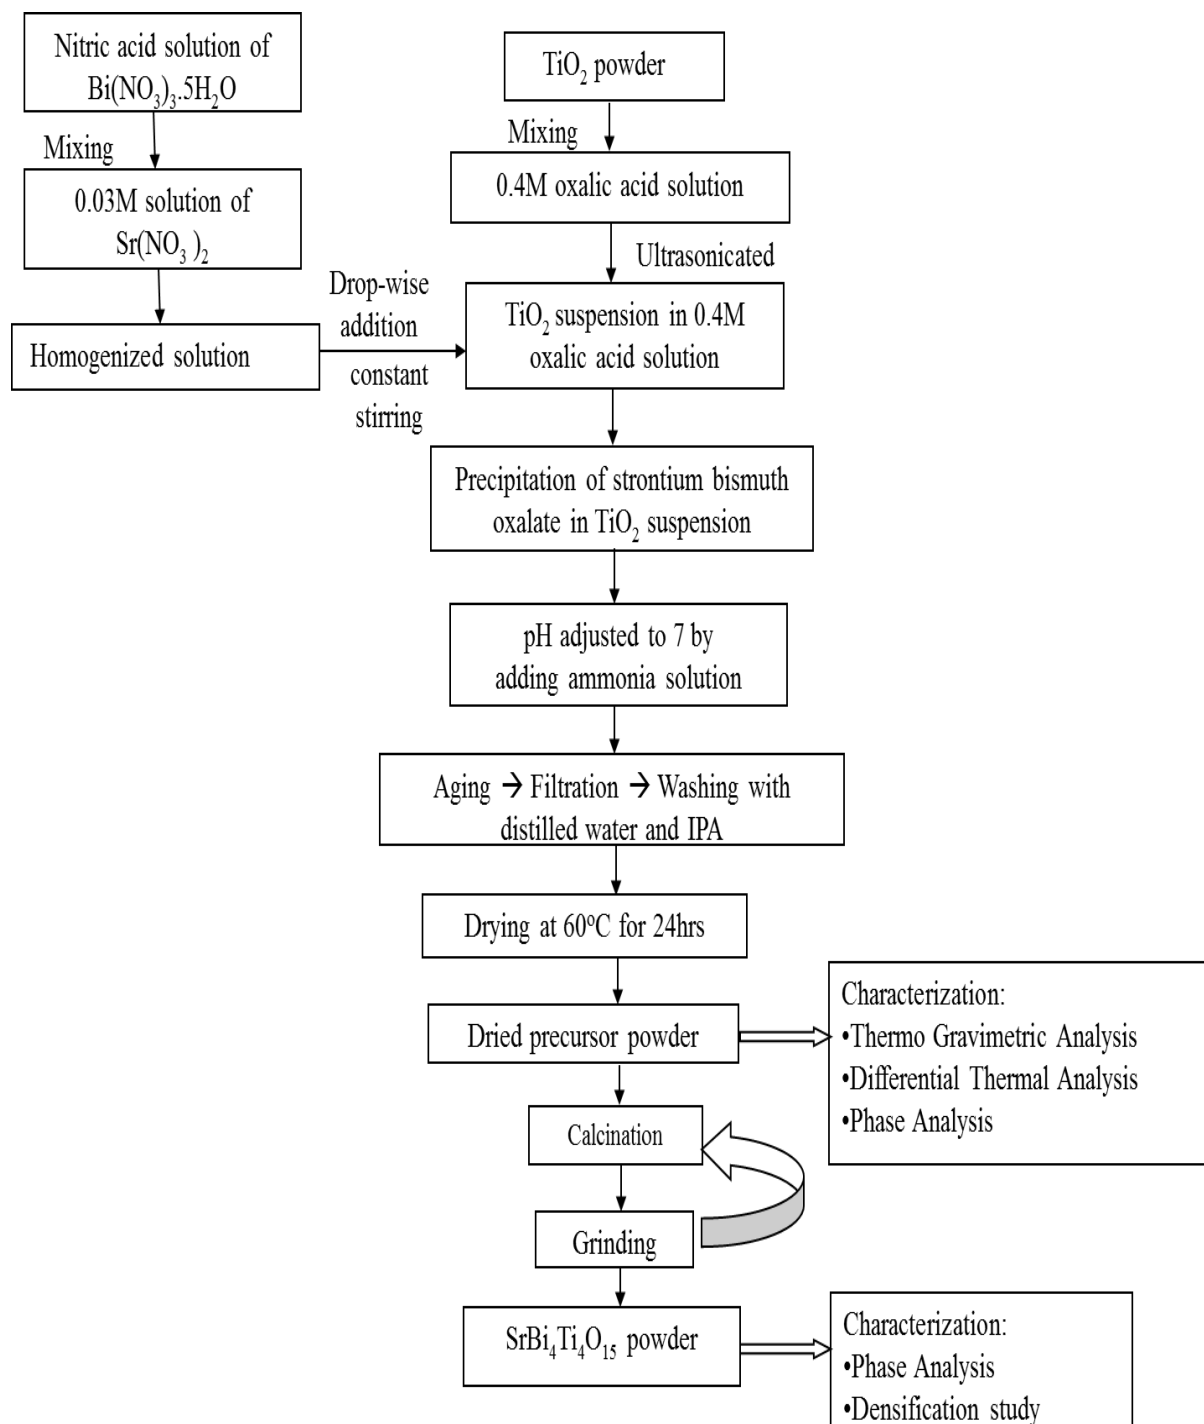 Nitric acid solution of
Bi(NO₃)₃.5H₂O
Mixing
0.03M solution of
Sr(NO₃ )₂
Homogenized solution
Drop-wise
addition
constant
stirring
TiO₂ powder
Mixing
0.4M oxalic acid solution
Ultrasonicated
TiO₂ suspension in 0.4M
oxalic acid solution
Precipitation of strontium bismuth
oxalate in TiO₂ suspension
pH adjusted to 7 by
adding ammonia solution
Aging → Filtration → Washing with
distilled water and IPA
Drying at 60°C for 24hrs
Dried precursor powder
Characterization:
•Thermo Gravimetric Analysis
•Differential Thermal Analysis
•Phase Analysis
Calcination
Grinding
SrBi₄Ti₄O₁₅ powder
Characterization:
•Phase Analysis
•Densification study